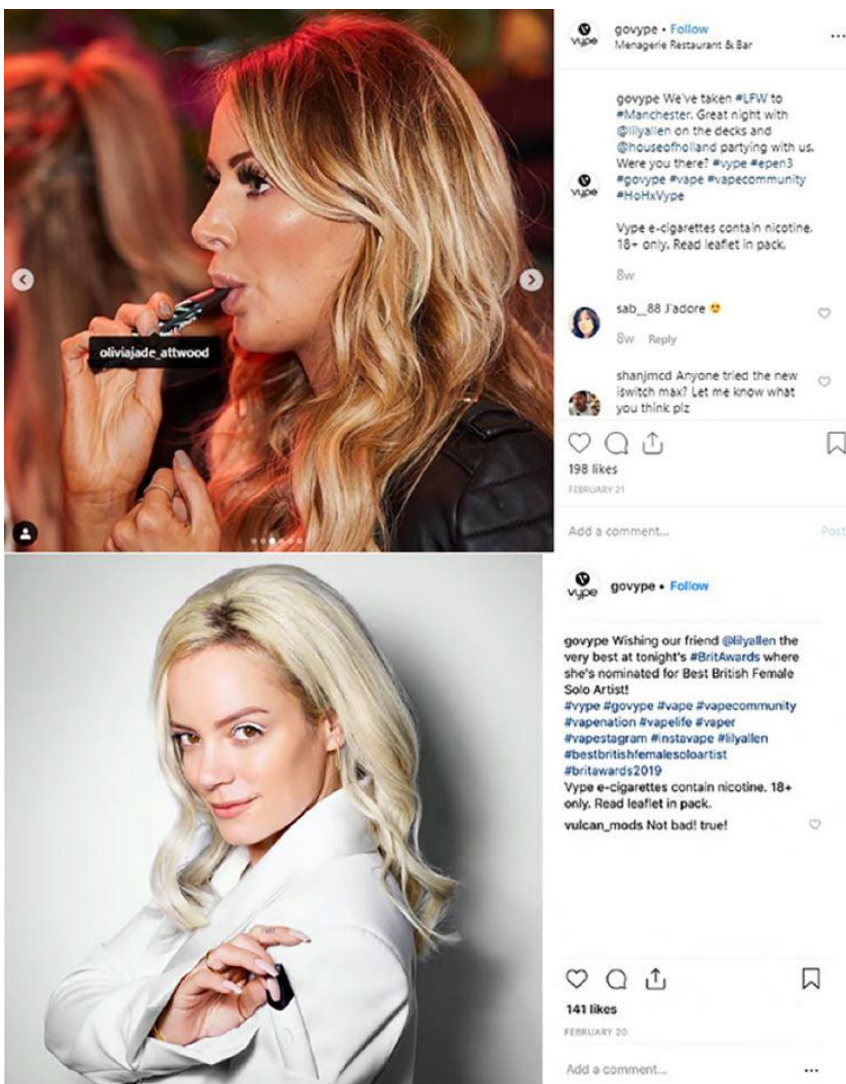 govype • Follow
Menagerie Restaurant & Bar
vype
govype We've taken #LFW to
#Manchester. Great night with
@lilyallen on the decks and
@houseofholland partying with us.
Were you there? #vype #epen3
#govype #vape #vapecommunity
#HoHxVype
vype
Vype e-cigarettes contain nicotine.
18+ only. Read leaflet in pack.
8w
sab__88 J'adore 😍
8w Reply
shanjmcd Anyone tried the new
iswitch max? Let me know what
you think plz
oliviajade_attwood
198 likes
FEBRUARY 21
Add a comment...
Post
vype
govype • Follow
govype Wishing our friend @lilyallen the
very best at tonight's #BritAwards where
she's nominated for Best British Female
Solo Artist!
#vype #govype #vape #vapecommunity
#vapenation #vapelife #vaper
#vapestagram #instavape #lilyallen
#bestbritishfemalesoloartist
#britawards2019
Vype e-cigarettes contain nicotine. 18+
only. Read leaflet in pack.
vulcan_mods Not bad! true!
141 likes
FEBRUARY 20
Add a comment...